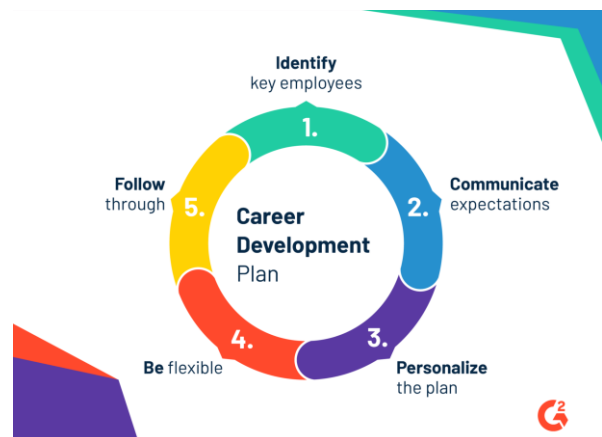 Identify
key employees
1.
Communicate
expectations
2.
Personalize
the plan
3.
Be flexible
4.
Follow
through
5.
Career
Development
Plan
G2